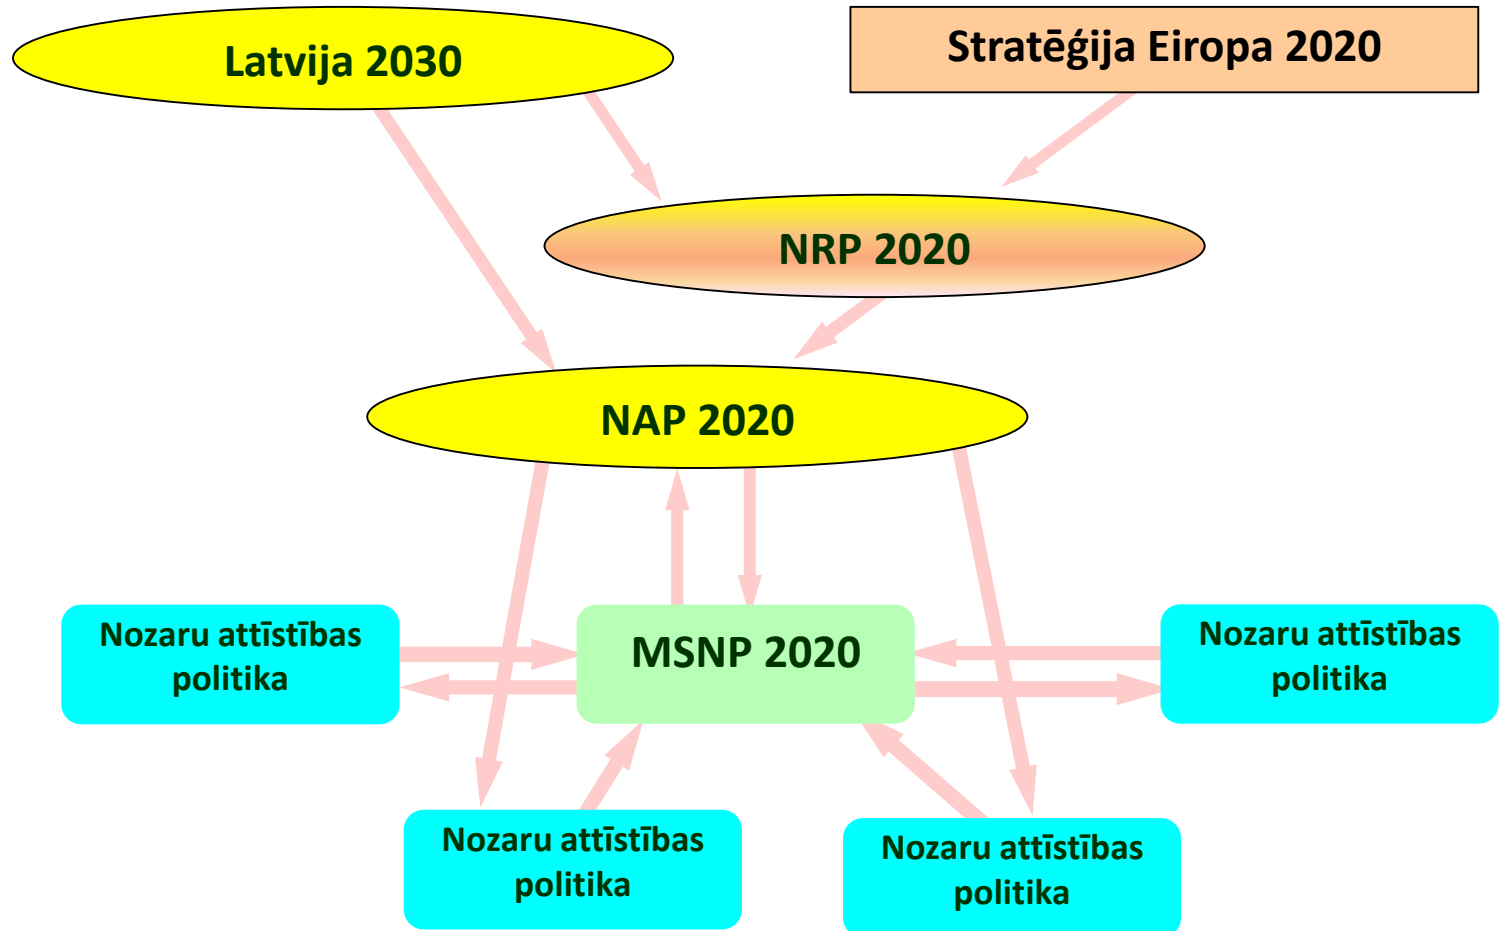 Latvija 2030
Stratēģija Eiropa 2020
NRP 2020
NAP 2020
Nozaru attīstības
politika
MSNP 2020
Nozaru attīstības
politika
Nozaru attīstības
politika
Nozaru attīstības
politika